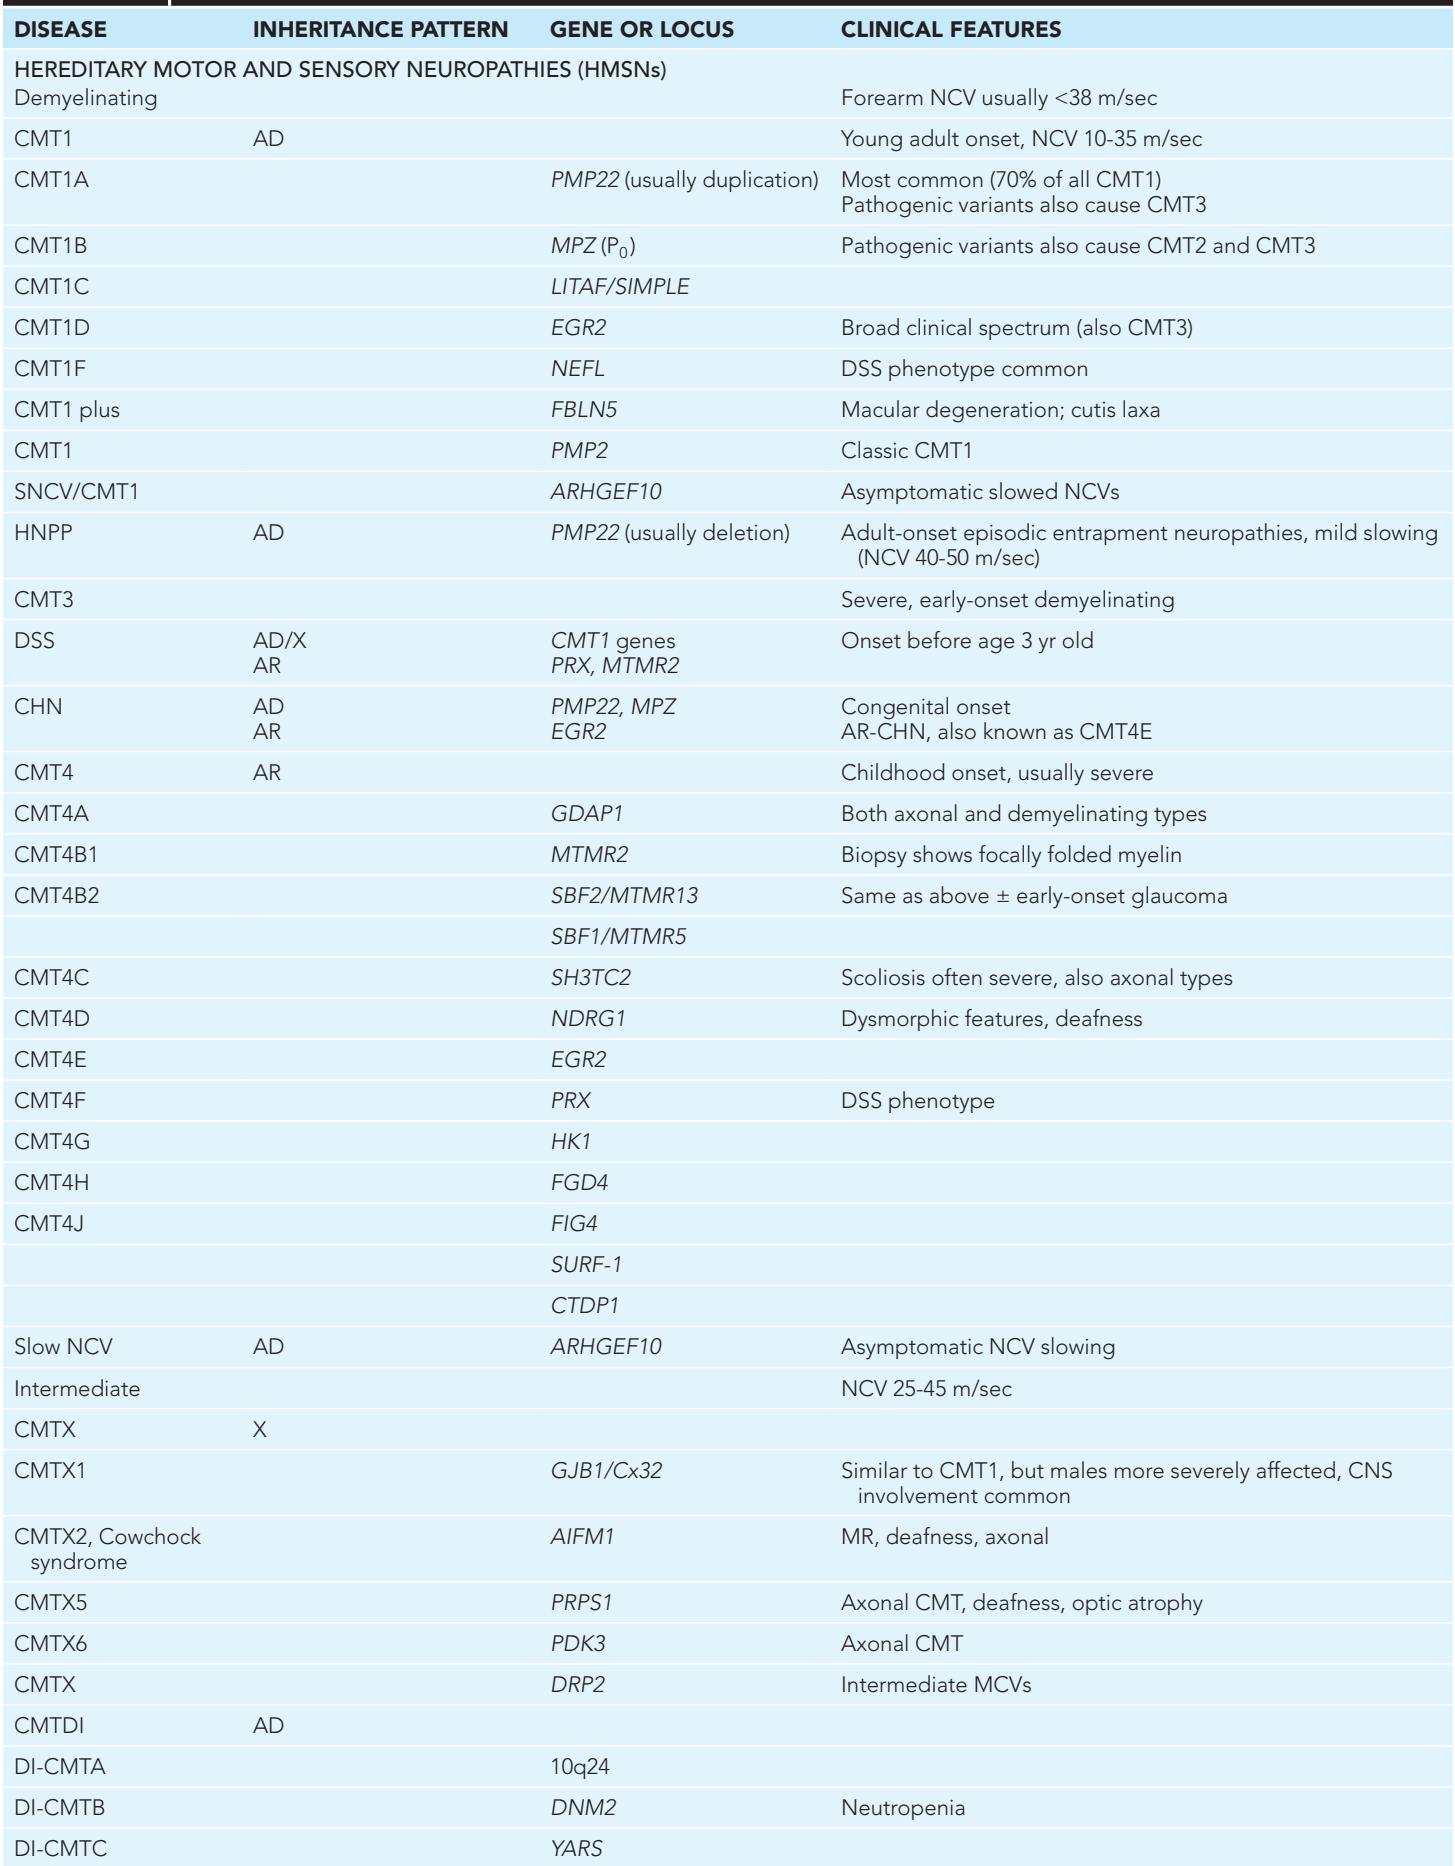 DISEASE INHERITANCE PATTERN GENE OR LOCUS CLINICAL FEATURES
HEREDITARY MOTOR AND SENSORY NEUROPATHIES (HMSNs)
Demyelinating Forearm NCV usually <38 m/sec
CMT1 AD Young adult onset, NCV 10-35 m/sec
CMT1A PMP22 (usually duplication) Most common (70% of all CMT1)
Pathogenic variants also cause CMT3
CMT1B MPZ (P0) Pathogenic variants also cause CMT2 and CMT3
CMT1C LITAF/SIMPLE
CMT1D EGR2 Broad clinical spectrum (also CMT3)
CMT1F NEFL DSS phenotype common
CMT1 plus FBLN5 Macular degeneration; cutis laxa
CMT1 PMP2 Classic CMT1
SNCV/CMT1 ARHGEF10 Asymptomatic slowed NCVs
HNPP AD PMP22 (usually deletion) Adult-onset episodic entrapment neuropathies, mild slowing
(NCV 40-50 m/sec)
CMT3 Severe, early-onset demyelinating
DSS AD/X CMT1 genes Onset before age 3 yr old
AR PRX, MTMR2
CHN AD PMP22, MPZ Congenital onset
AR EGR2 AR-CHN, also known as CMT4E
CMT4 AR Childhood onset, usually severe
CMT4A GDAP1 Both axonal and demyelinating types
CMT4B1 MTMR2 Biopsy shows focally folded myelin
CMT4B2 SBF2/MTMR13 Same as above ± early-onset glaucoma
SBF1/MTMR5
CMT4C SH3TC2 Scoliosis often severe, also axonal types
CMT4D NDRG1 Dysmorphic features, deafness
CMT4E EGR2
CMT4F PRX DSS phenotype
CMT4G HK1
CMT4H FGD4
CMT4J FIG4
SURF-1
CTDP1
Slow NCV AD ARHGEF10 Asymptomatic NCV slowing
Intermediate NCV 25-45 m/sec
CMTX X
CMTX1 GJB1/Cx32 Similar to CMT1, but males more severely affected, CNS
involvement common
CMTX2, Cowchock AIFM1 MR, deafness, axonal
syndrome
CMTX5 PRPS1 Axonal CMT, deafness, optic atrophy
CMTX6 PDK3 Axonal CMT
CMTX DRP2 Intermediate MCVs
CMTDI AD
DI-CMTA 10q24
DI-CMTB DNM2 Neutropenia
DI-CMTC YARS